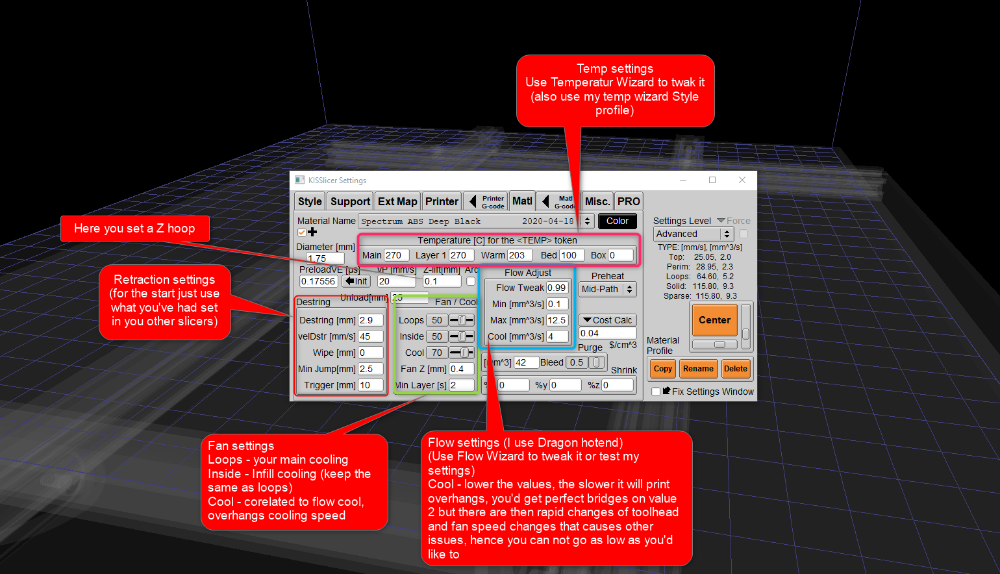 Temp settings
Use Temperatur Wizard to twak it
(also use my temp wizard Style
profile)
KISSlicer Settings
Style
Support
Ext Map
Printer
Printer
G-code
Matl
Matl
G-code
Misc.
PRO
Material Name
Spectrum ABS Deep Black 2020-04-18
Color
Settings Level
Force
Advanced
Here you set a Z hoop
Temperature [C] for the <TEMP> token
Main 270 Layer 1 270 Warm 203 Bed 100 Box 0
Diameter [mm]
1.75
TYPE: [mm/s], [mm^3/s]
Top: 25.05, 2.0
Perim: 28.95, 2.3
Loops: 64.60, 5.2
Solid: 115.80, 9.3
Sparse: 115.80, 9.3
PreloadVE [µs]
0.17556
Init
VP [mm/s]
20
Z-lift[mm]
0.1
Arc
Unload[mm] 25
Retraction settings
(for the start just use
what you've had set
in you other slicers)
Destring
Destring [mm] 2.9
velDstr [mm/s] 45
Wipe [mm] 0
Min Jump[mm] 2.5
Trigger [mm] 10
Fan / Cool
Loops 50
Inside 50
Cool 70
Fan Z [mm] 0.4
Min Layer [s] 2
Flow Adjust
Flow Tweak 0.99
Min [mm^3/s] 0.1
Max [mm^3/s] 12.5
Cool [mm^3/s] 4
Preheat
Mid-Path
Cost Calc
0.04
$/cm^3
Purge
42
Bleed 0.5
Shrink
0 %y 0 %z 0
Center
Material
Profile
Copy
Rename
Delete
Fix Settings Window
Fan settings
Loops - your main cooling
Inside - Infill cooling (keep the
same as loops)
Cool - corelated to flow cool,
overhangs cooling speed
Flow settings (I use Dragon hotend)
(Use Flow Wizard to tweak it or test my
settings)
Cool - lower the values, the slower it will print
overhangs, you'd get perfect bridges on value
2 but there are then rapid changes of toolhead
and fan speed changes that causes other
issues, hence you can not go as low as you'd
like to